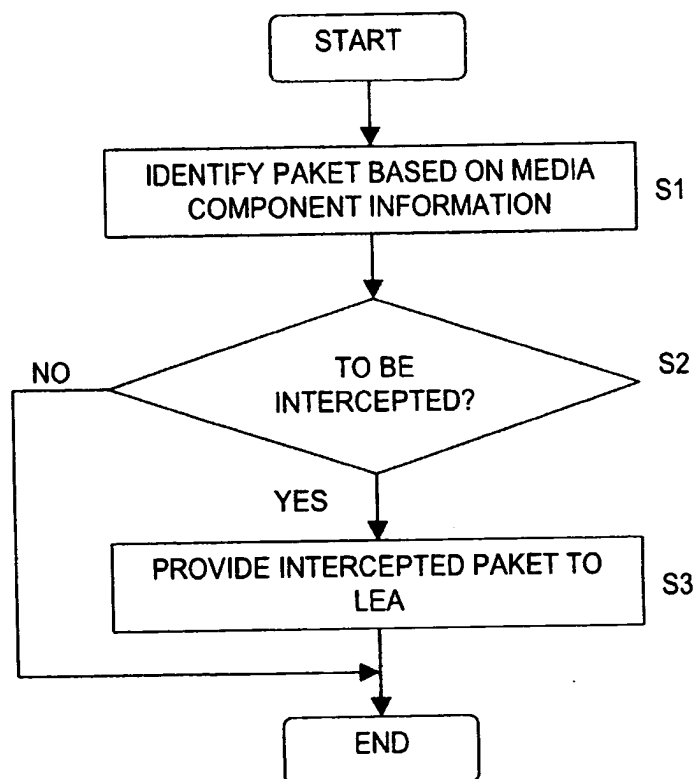 START
IDENTIFY PAKET BASED ON MEDIA
COMPONENT INFORMATION
S1
TO BE
INTERCEPTED?
S2
NO
YES
PROVIDE INTERCEPTED PAKET TO
LEA
S3
END